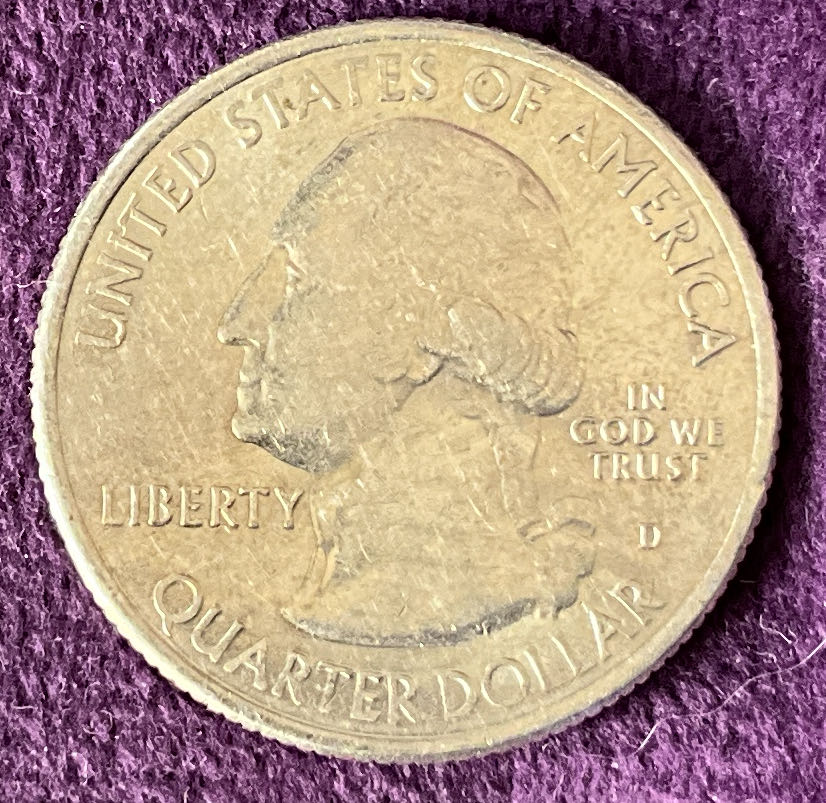 UNITED STATES OF AMERICA
IN
GOD WE
TRUST
LIBERTY
D
QUARTER DOLLAR